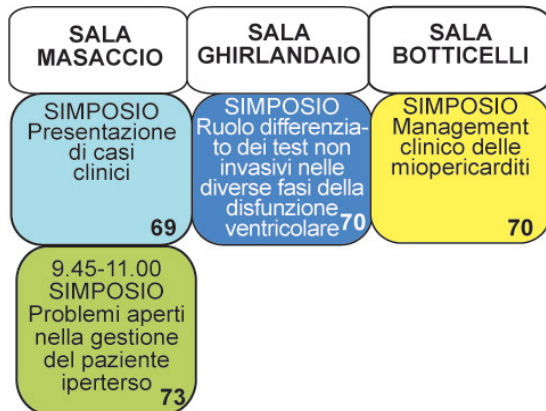 SALA
MASACCIO
SALA
GHIRLANDAIO
SALA
BOTTICELLI
SIMPOSIO
Presentazione
di casi
clinici
69
SIMPOSIO
Ruolo differenzia-
to dei test non
invasivi nelle
diverse fasi della
disfunzione
ventricolare 70
SIMPOSIO
Management
clinico delle
miopericarditi
70
9.45-11.00
SIMPOSIO
Problemi aperti
nella gestione
del paziente
iperterso
73